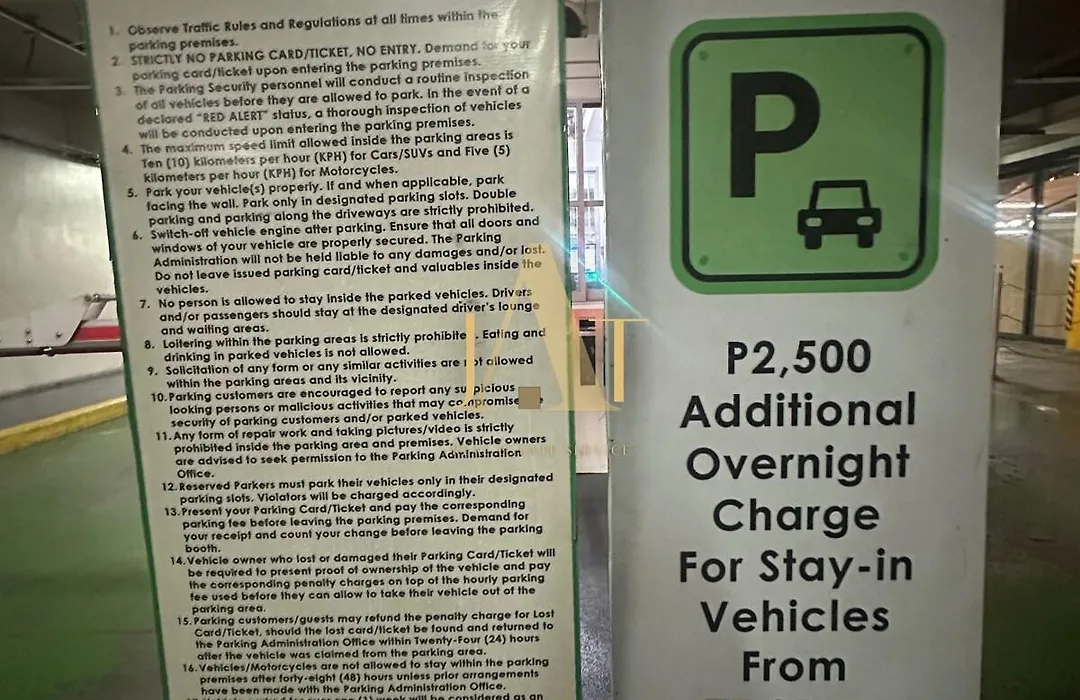 1. Observe Traffic Rules and Regulations at all times within the
parking premises.
2. STRICTLY NO PARKING CARD/TICKET, NO ENTRY. Demand for your
parking card/ticket upon entering the parking premises.
3. The Parking Security personnel will conduct a routine inspection
of all vehicles before they are allowed to park. In the event of a
declared "RED ALERT" status, a thorough inspection of vehicles
will be conducted upon entering the parking premises.
4. The maximum speed limit allowed inside the parking areas is
Ten (10) kilometers per hour (KPH) for Cars/SUVs and Five (5)
kilometers per hour (KPH) for Motorcycles.
5. Park your vehicle(s) properly. If and when applicable, park
facing the wall. Park only in designated parking slots. Double
parking and parking along the driveways are strictly prohibited.
6. Switch-off vehicle engine after parking. Ensure that all doors and
windows of your vehicle are properly secured. The Parking
Administration will not be held liable to any damages and/or lost.
Do not leave issued parking card/ticket and valuables inside the
vehicles.
7. No person is allowed to stay inside the parked vehicles. Drivers
and/or passengers should stay at the designated driver's lounge
and waiting areas.
8. Loitering within the parking areas is strictly prohibited. Eating and
drinking in parked vehicles is not allowed.
9. Solicitation of any form or any similar activities are not allowed
within the parking areas and its vicinity.
10. Parking customers are encouraged to report any suspicious
looking persons or malicious activities that may compromise
security of parking customers and/or parked vehicles.
11. Any form of repair work and taking pictures/video is strictly
prohibited inside the parking area and premises. Vehicle owners
are advised to seek permission to the Parking Administration
Office.
12. Reserved Parkers must park their vehicles only in their designated
parking slots. Violators will be charged accordingly.
13. Present your Parking Card/Ticket and pay the corresponding
parking fee before leaving the parking premises. Demand for
your receipt and count your change before leaving the parking
booth.
14. Vehicle owner who lost or damaged their Parking Card/Ticket will
be required to present proof of ownership of the vehicle and pay
the corresponding penalty charges on top of the hourly parking
fee used before they can allow to take their vehicle out of the
parking area.
15. Parking customers/guests may refund the penalty charge for Lost
Card/Ticket, should the lost card/ticket be found and returned to
the Parking Administration Office within Twenty-Four (24) hours
after the vehicle was claimed from the parking area.
16. Vehicles/Motorcycles are not allowed to stay within the parking
premises after forty-eight (48) hours unless prior arrangements
have been made with the Parking Administration Office.
(1) week will be considered as an
P
P2,500
Additional
Overnight
Charge
For Stay-in
Vehicles
From